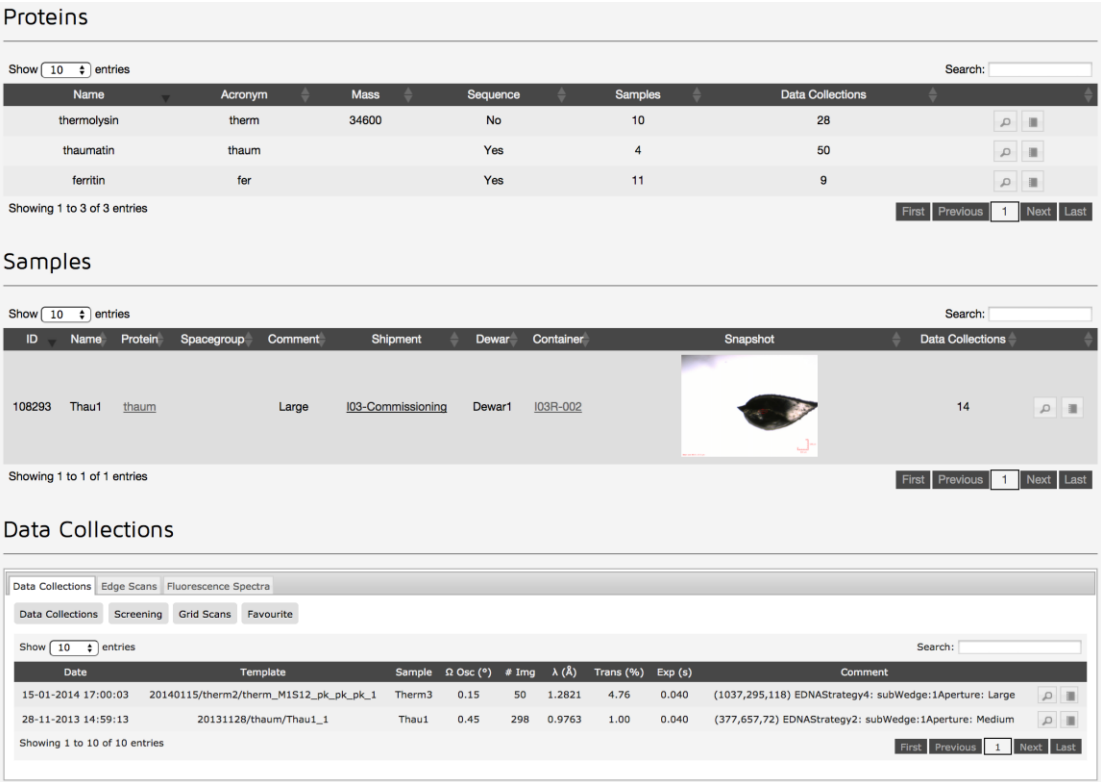 Proteins
Show 10 entries Search:
Name Acronym Mass Sequence Samples Data Collections
thermolysin therm 34600 No 10 28
thaumatin thaum Yes 4 50
ferritin fer Yes 11 9
Showing 1 to 3 of 3 entries First Previous 1 Next Last
Samples
Show 10 entries Search:
ID Name Protein Spacegroup Comment Shipment Dewar Container Snapshot Data Collections
108293 Thau1 thaum Large I03-Commissioning Dewar1 I03R-002 14
Showing 1 to 1 of 1 entries First Previous 1 Next Last
Data Collections
Data Collections Edge Scans Fluorescence Spectra
Data Collections Screening Grid Scans Favourite
Show 10 entries Search:
Date Template Sample Ω Osc (°) # Img λ (Å) Trans (%) Exp (s) Comment
15-01-2014 17:00:03 20140115/therm2/therm_M1S12_pk_pk_pk_1 Therm3 0.15 50 1.2821 4.76 0.040 (1037,295,118) EDNAStrategy4: subWedge:1Aperture: Large
28-11-2013 14:59:13 20131128/thaum/Thau1_1 Thau1 0.45 298 0.9763 1.00 0.040 (377,657,72) EDNAStrategy2: subWedge:1Aperture: Medium
Showing 1 to 10 of 10 entries First Previous 1 Next Last